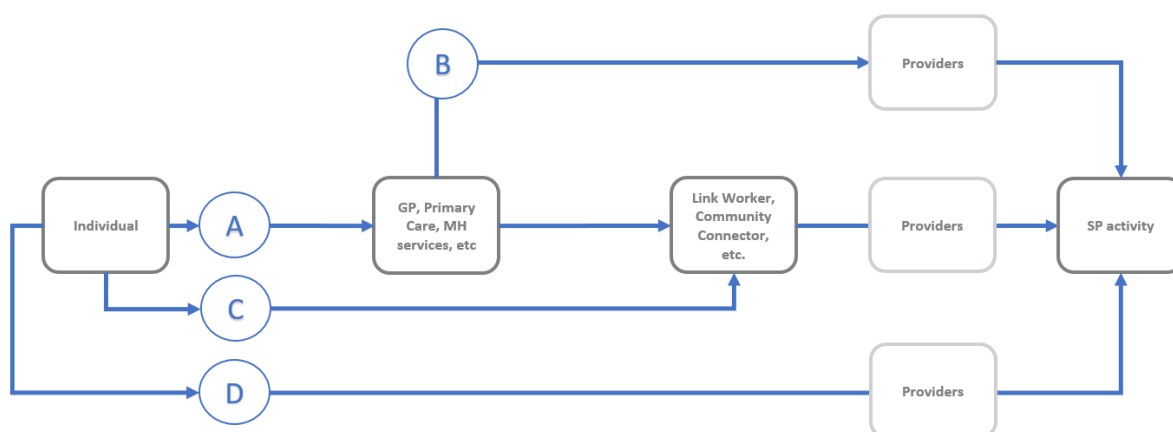 B
Providers
Individual
A
GP, Primary
Care, MH
services, etc
Link Worker,
Community
Connector,
etc.
Providers
SP activity
C
D
Providers